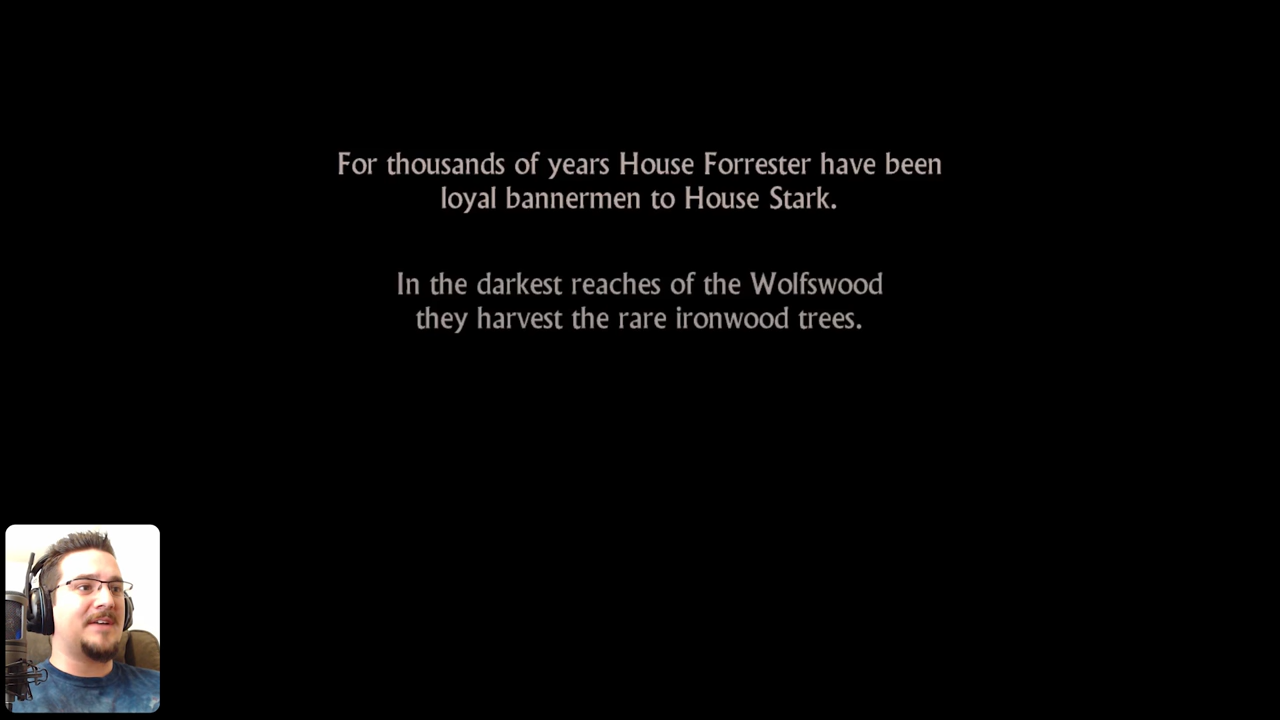 For thousands of years House Forrester have been
loyal bannermen to House Stark.
In the darkest reaches of the Wolfswood
they harvest the rare ironwood trees.